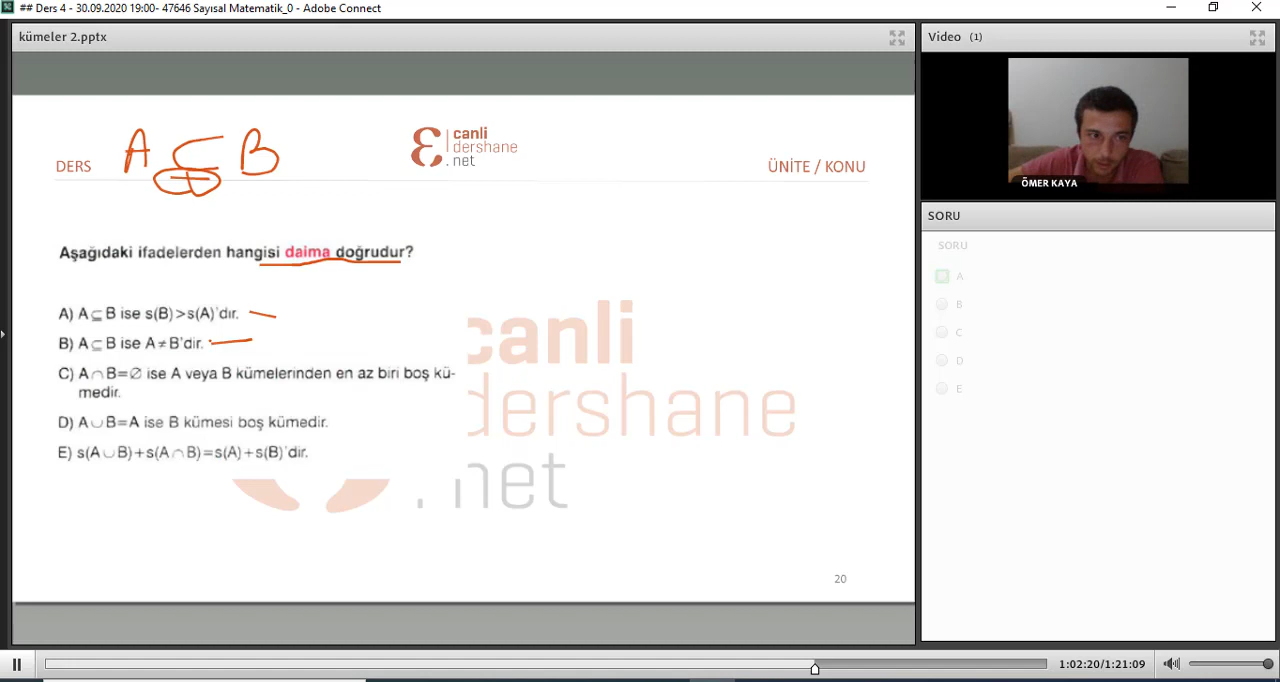 ## Ders 4 - 30.09.2020 19:00- 47646 Sayısal Matematik_0 - Adobe Connect
kümeler 2.pptx
A ⊆ B
DERS
canli
dershane
.net
ÜNİTE / KONU
Aşağıdaki ifadelerden hangisi daima doğrudur?
A) A⊆B ise s(B)>s(A)'dır.
B) A⊆B ise A≠B'dir.
C) A∩B=∅ ise A veya B kümelerinden en az biri boş kü-
medir.
D) A∪B=A ise B kümesi boş kümedir.
E) s(A∪B)+s(A∩B)=s(A)+s(B)'dir.
canli
dershane
.net
20
Video (1)
ÖMER KAYA
SORU
SORU
A
B
C
D
E
1:02:20/1:21:09